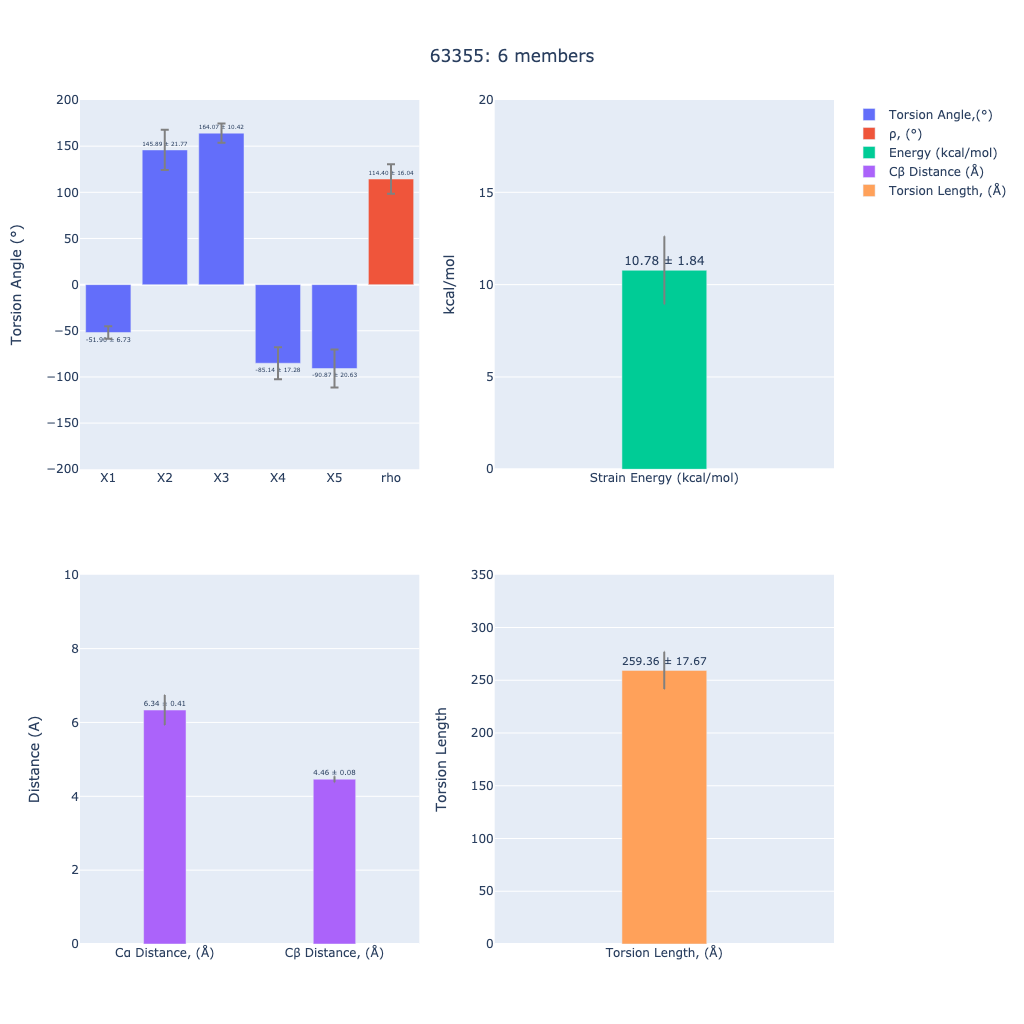 63355: 6 members
200
150
100
50
0
−50
−100
−150
−200
Torsion Angle (°)
145.89 ± 21.77
164.07 ± 10.42
114.40 ± 16.04
-51.90 ± 6.73
-85.14 ± 17.28
-90.87 ± 20.63
X1
X2
X3
X4
X5
rho
20
15
10
5
0
kcal/mol
10.78 ± 1.84
Strain Energy (kcal/mol)
Torsion Angle,(°)
ρ, (°)
Energy (kcal/mol)
Cβ Distance (Å)
Torsion Length, (Å)
10
8
6
4
2
0
Distance (A)
6.34 ± 0.41
4.46 ± 0.08
Cα Distance, (Å)
Cβ Distance, (Å)
350
300
250
200
150
100
50
0
Torsion Length
259.36 ± 17.67
Torsion Length, (Å)